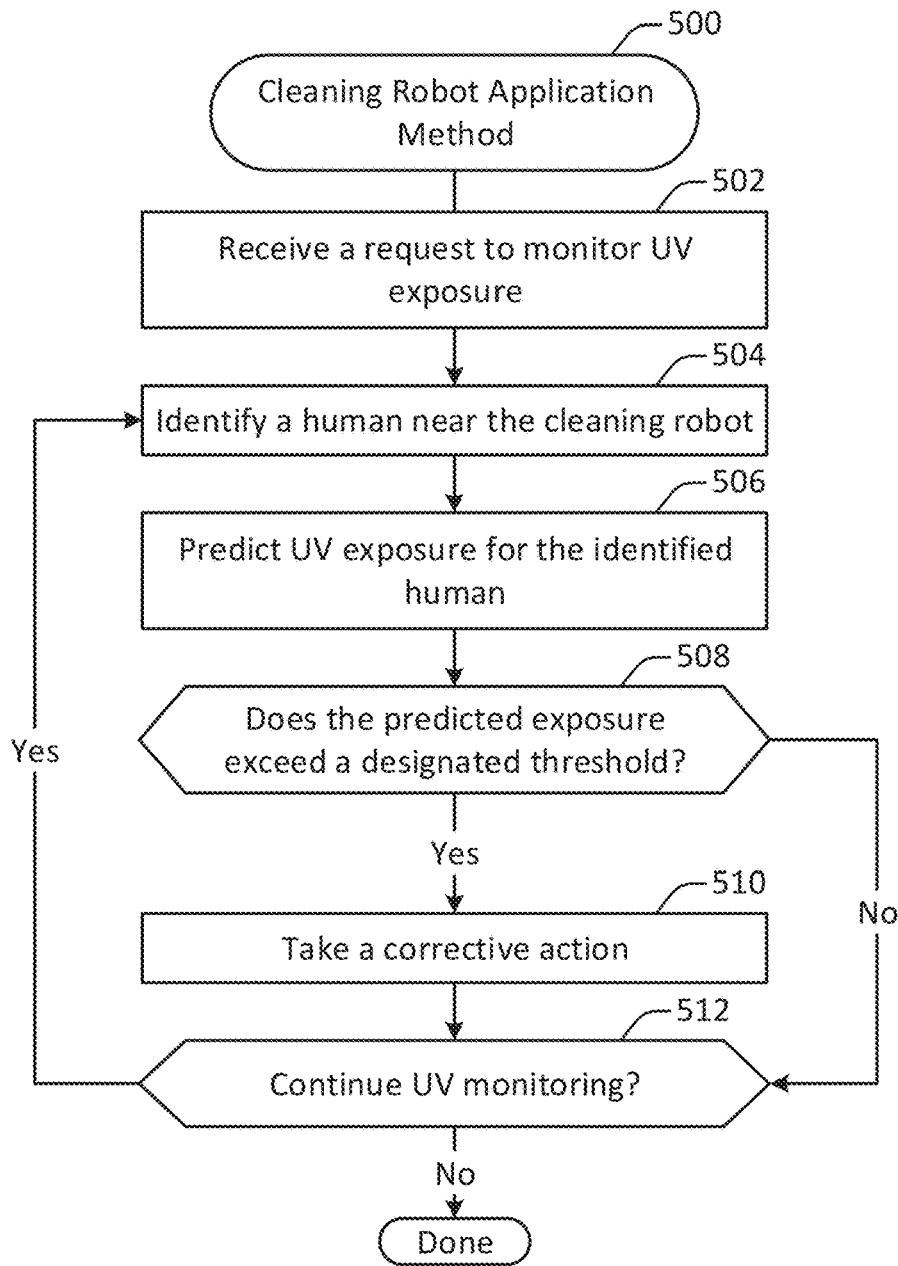 500
Cleaning Robot Application
Method
502
Receive a request to monitor UV
exposure
504
Identify a human near the cleaning robot
506
Predict UV exposure for the identified
human
508
Does the predicted exposure
exceed a designated threshold?
Yes
Yes
510
No
Take a corrective action
512
Continue UV monitoring?
No
Done